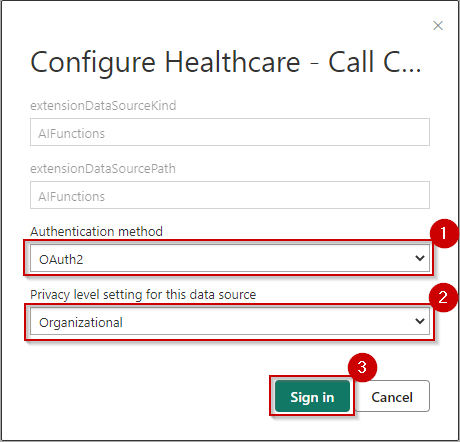 ×
Configure Healthcare - Call C...
extensionDataSourceKind
AIFunctions
extensionDataSourcePath
AIFunctions
Authentication method
1
OAuth2
Privacy level setting for this data source
2
Organizational
3
Sign in
Cancel